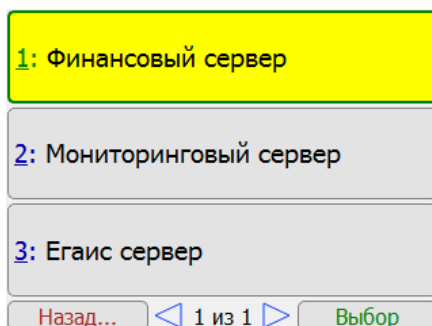 1: Финансовый сервер
2: Мониторинговый сервер
3: Егаис сервер
Назад... 1 из 1 Выбор